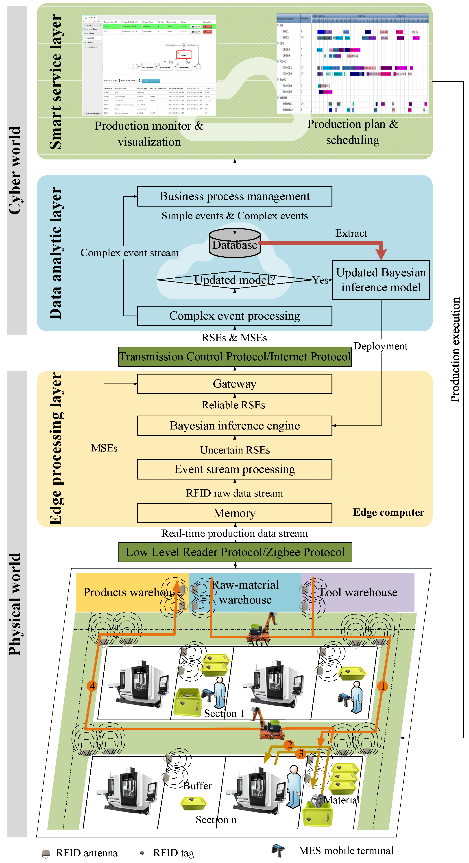 Cyber world
Smart service layer
Production monitor &
visualization
Production plan &
scheduling
Data analytic layer
Business process management
Simple events & Complex events
Complex event stream
Database
Extract
Updated model?
Yes
Updated Bayesian
inference model
Complex event processing
RSEs & MSEs
Deployment
Transmission Control Protocol/Internet Protocol
Production execution
Physical world
Edge processing layer
Gateway
Reliable RSEs
Bayesian inference engine
MSEs
Uncertain RSEs
Event stream processing
RFID raw data stream
Memory
Edge computer
Real-time production data stream
Low Level Reader Protocol/Zigbee Protocol
Products warehouse
Raw-material
warehouse
Tool warehouse
4
1
Section 1
2
3
Buffer
Material
Section n
RFID antenna
RFID tag
MES mobile terminal